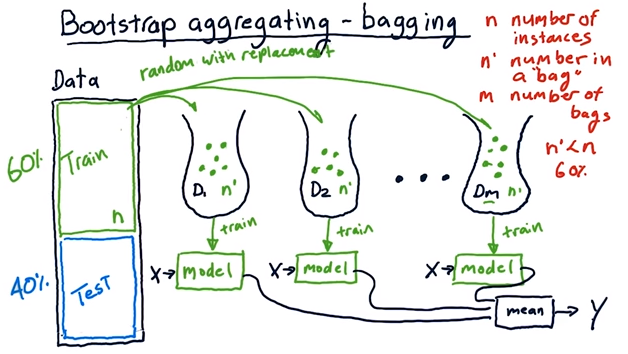 Bootstrap aggregating - bagging
n number of
instances
n' number in
a "bag"
m number of
bags
n' < n
60%
random with replacement
Data
60%
Train
n
40%
Test
D1 n'
D2 n'
...
Dm n'
train
train
train
X→ model
X→ model
X→ model
mean → Y